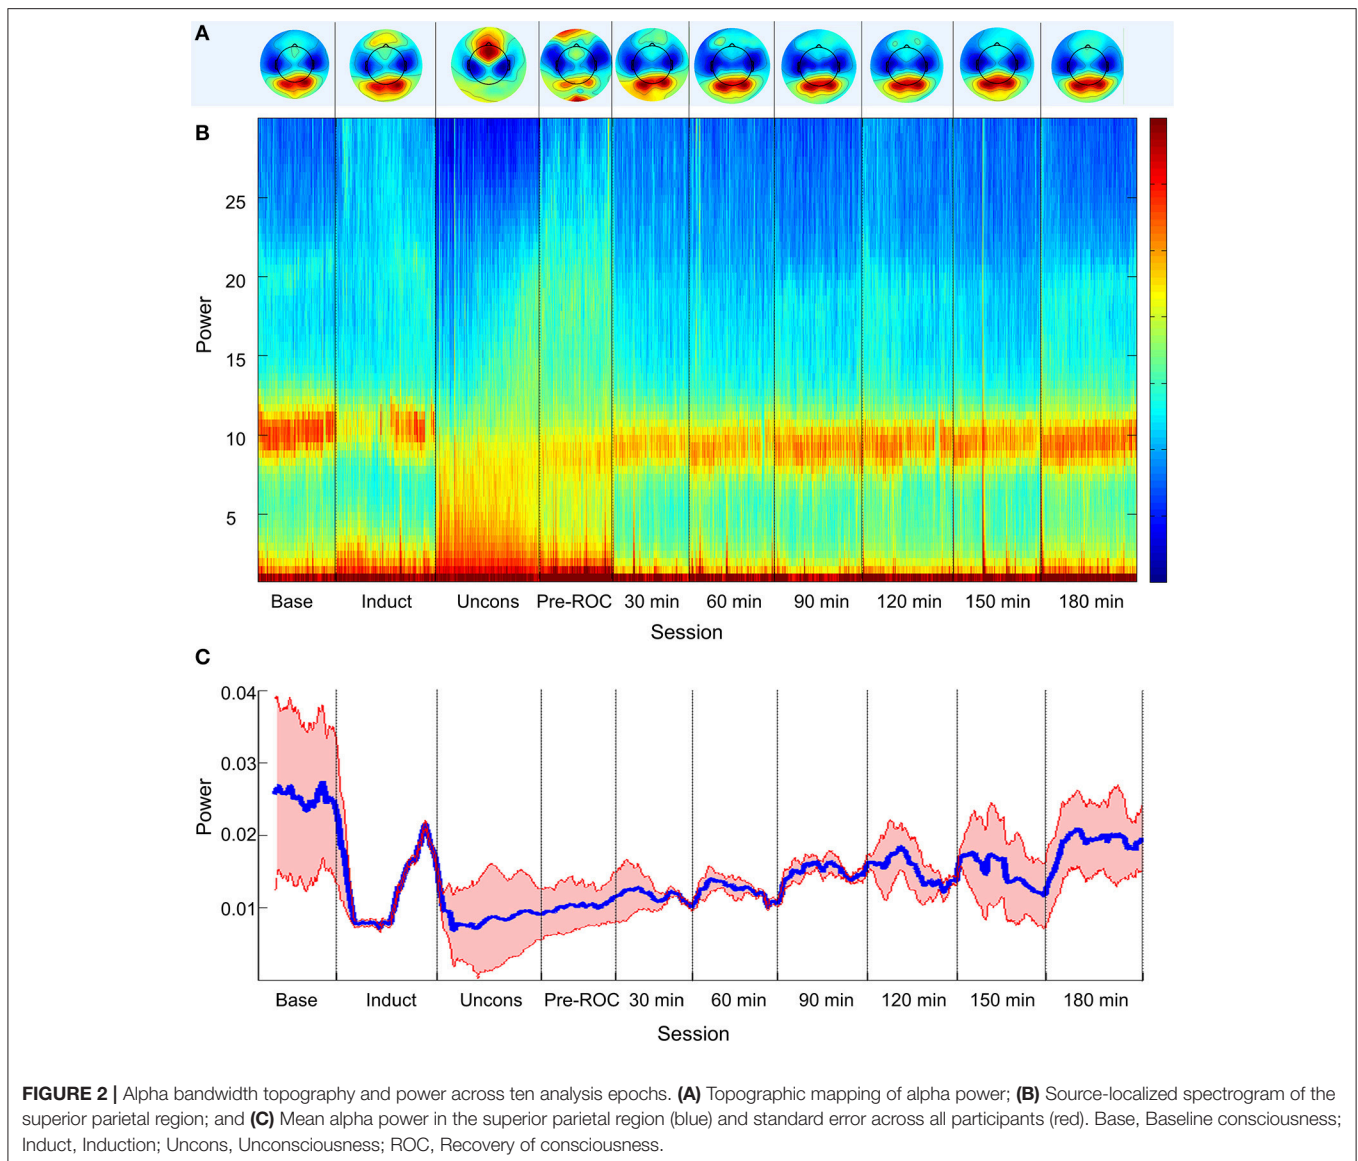 A
B
25
20
15
10
5
Power
Base Induct Uncons Pre-ROC 30 min 60 min 90 min 120 min 150 min 180 min
Session
C
0.04
0.03
0.02
0.01
Power
Base Induct Uncons Pre-ROC 30 min 60 min 90 min 120 min 150 min 180 min
Session
FIGURE 2 | Alpha bandwidth topography and power across ten analysis epochs. (A) Topographic mapping of alpha power; (B) Source-localized spectrogram of the
superior parietal region; and (C) Mean alpha power in the superior parietal region (blue) and standard error across all participants (red). Base, Baseline consciousness;
Induct, Induction; Uncons, Unconsciousness; ROC, Recovery of consciousness.